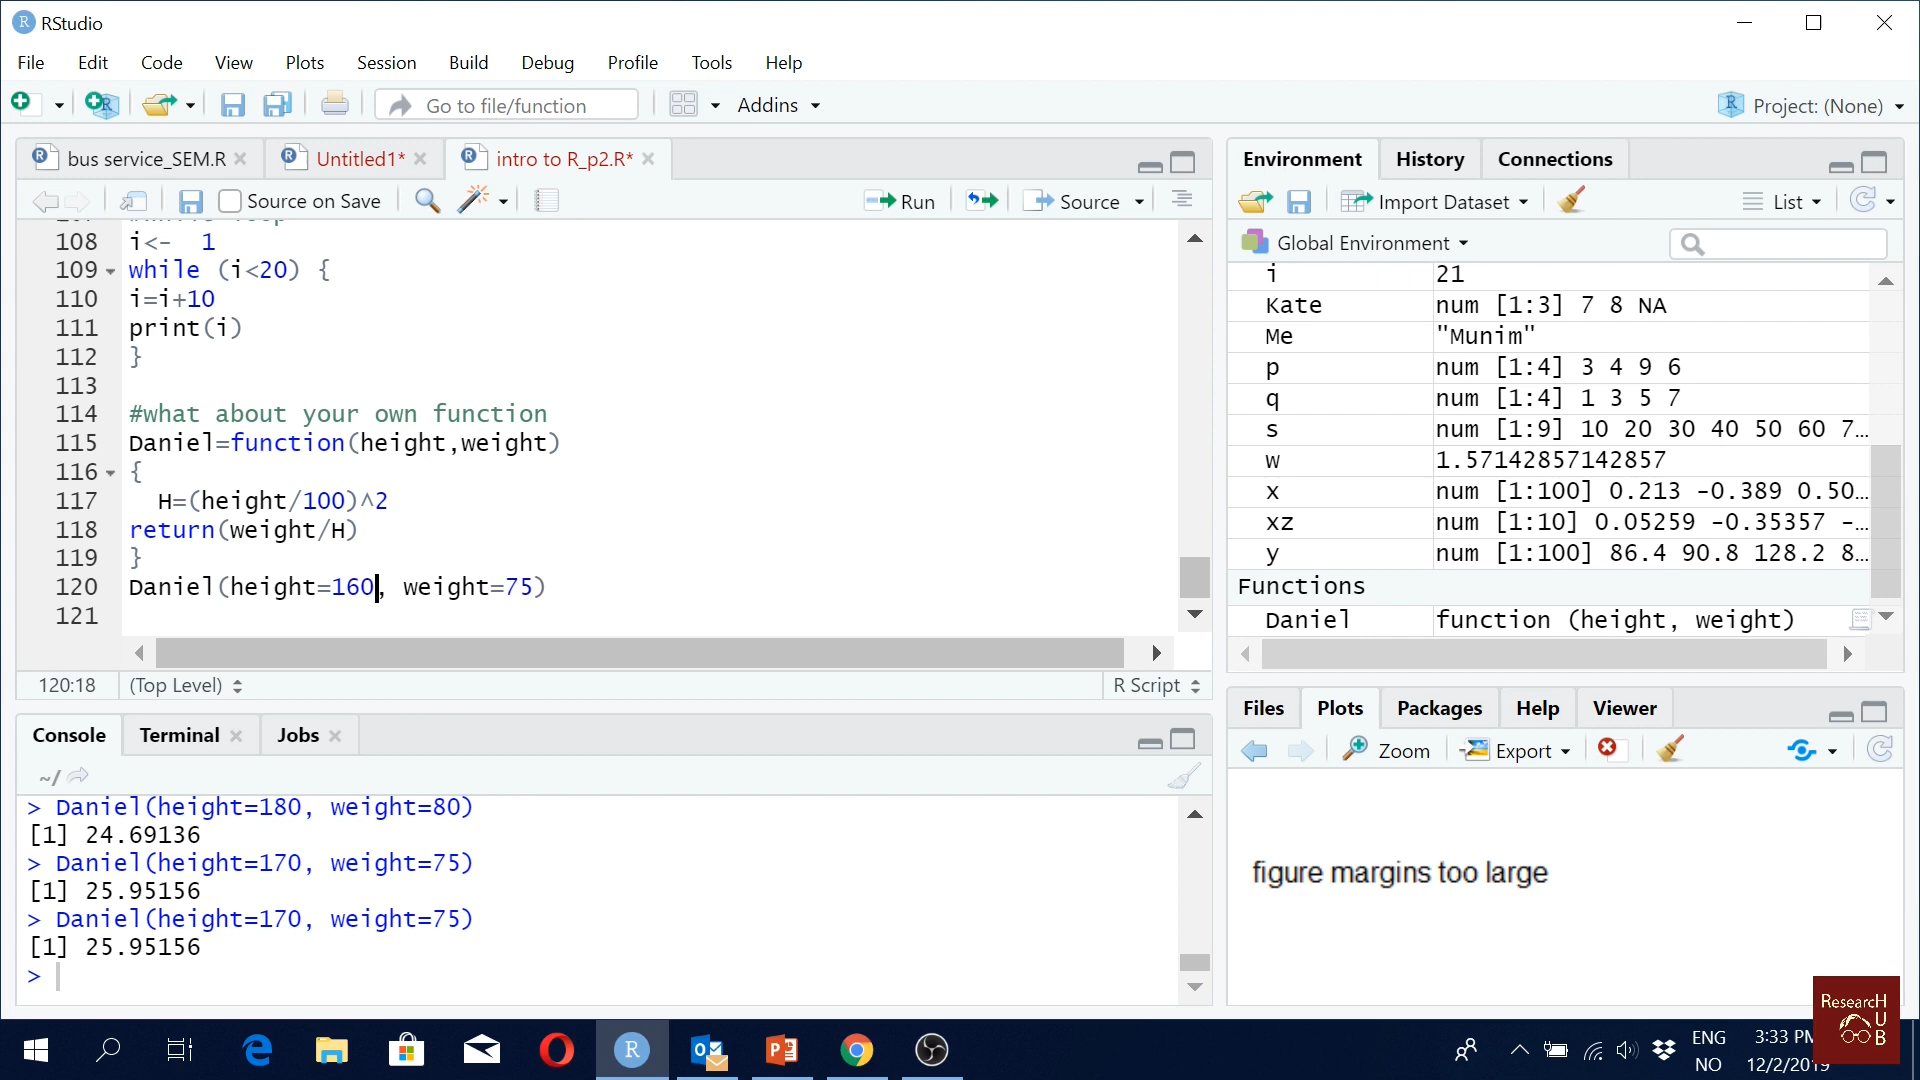 RStudio
File Edit Code View Plots Session Build Debug Profile Tools Help
Go to file/function Addins Project: (None)
bus service_SEM.R Untitled1* intro to R_p2.R*
Source on Save Run Source
108 i<-  1
109 while (i<20) {
110 i=i+10
111 print(i)
112 }
113
114 #what about your own function
115 Daniel=function(height,weight)
116 {
117   H=(height/100)^2
118 return(weight/H)
119 }
120 Daniel(height=160, weight=75)
121
120:18 (Top Level) R Script
Console Terminal Jobs
~/
> Daniel(height=180, weight=80)
[1] 24.69136
> Daniel(height=170, weight=75)
[1] 25.95156
> Daniel(height=170, weight=75)
[1] 25.95156
>
Environment History Connections
Import Dataset List
Global Environment
i 21
Kate num [1:3] 7 8 NA
Me "Munim"
p num [1:4] 3 4 9 6
q num [1:4] 1 3 5 7
s num [1:9] 10 20 30 40 50 60 7…
w 1.57142857142857
x num [1:100] 0.213 -0.389 0.50…
xz num [1:10] 0.05259 -0.35357 -…
y num [1:100] 86.4 90.8 128.2 8…
Functions
Daniel function (height, weight)
Files Plots Packages Help Viewer
Zoom Export
figure margins too large
ResearcH
U
B
ENG 3:33 PM
NO 12/2/2019